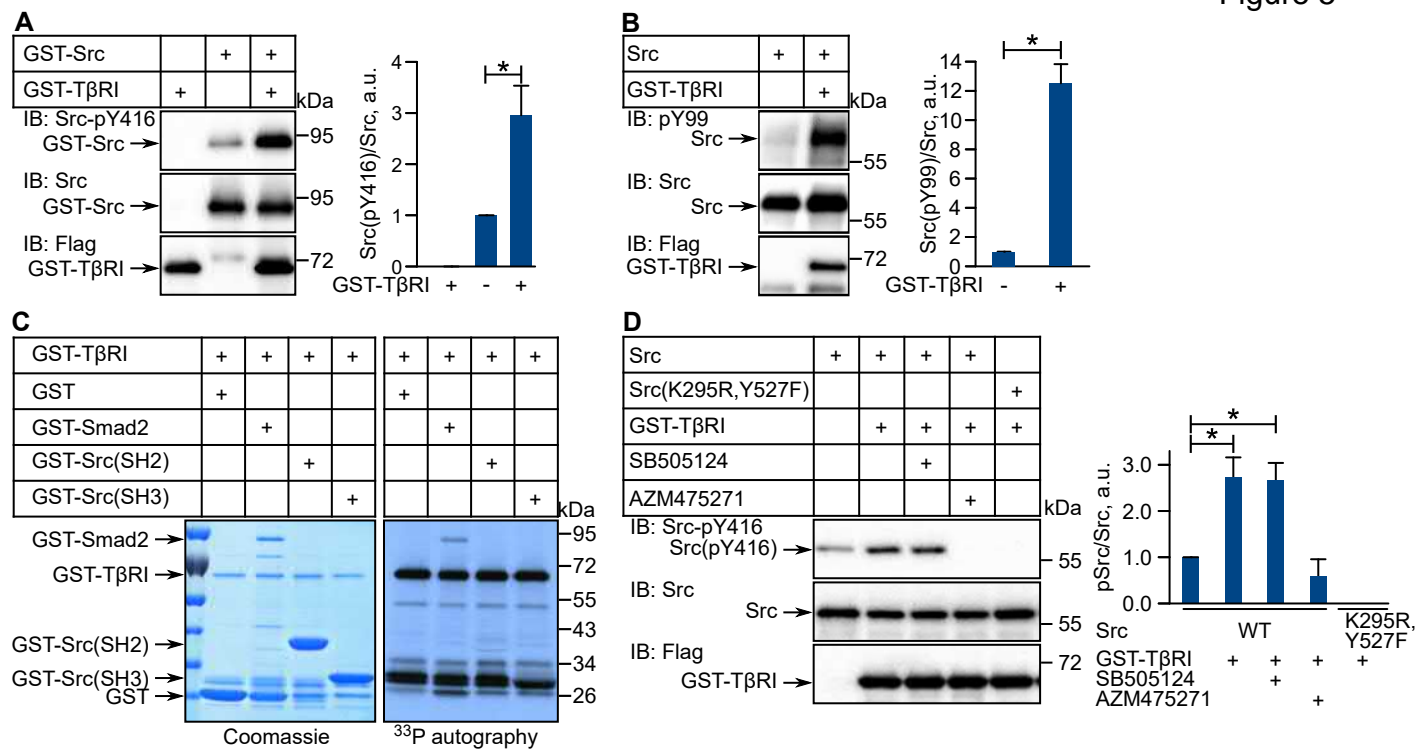 Figure 3
A
GST-Src + +
GST-TβRI + +
kDa
IB: Src-pY416
GST-Src 95
IB: Src
GST-Src 95
IB: Flag
GST-TβRI 72
Src(pY416)/Src, a.u.
4
3
2
1
0
GST-TβRI + - +
*
B
Src + +
GST-TβRI +
kDa
IB: pY99
Src
55
IB: Src
Src
55
IB: Flag
GST-TβRI 72
Src(pY99)/Src, a.u.
14
12
10
8
6
4
2
0
GST-TβRI - +
*
C
GST-TβRI + + + + + + + +
GST + +
GST-Smad2 + +
GST-Src(SH2) + +
GST-Src(SH3) + +
kDa
GST-Smad2 95
72
GST-TβRI
55
43
GST-Src(SH2)
34
GST-Src(SH3)
GST 26
Coomassie
33P autography
D
Src + + + +
Src(K295R,Y527F) +
GST-TβRI + + + +
SB505124 +
AZM475271 +
kDa
IB: Src-pY416
Src(pY416) 55
IB: Src
Src
55
IB: Flag
72
GST-TβRI
pSrc/Src, a.u.
*
*
3.0
2.0
1.0
0.0
Src WT K295R,
Y527F
GST-TβRI + + + +
SB505124 +
AZM475271 +